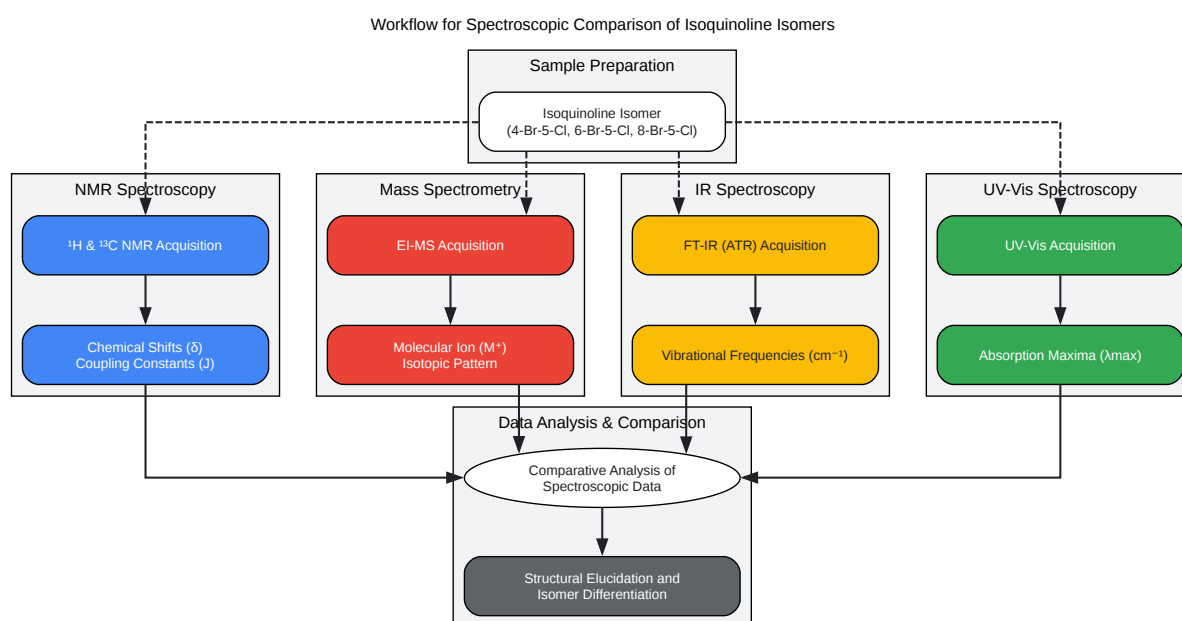 Workflow for Spectroscopic Comparison of Isoquinoline Isomers
Sample Preparation
Isoquinoline Isomer
(4-Br-5-Cl, 6-Br-5-Cl, 8-Br-5-Cl)
NMR Spectroscopy
Mass Spectrometry
IR Spectroscopy
UV-Vis Spectroscopy
¹H & ¹³C NMR Acquisition
EI-MS Acquisition
FT-IR (ATR) Acquisition
UV-Vis Acquisition
Chemical Shifts (δ)
Coupling Constants (J)
Molecular Ion (M⁺)
Isotopic Pattern
Vibrational Frequencies (cm⁻¹)
Absorption Maxima (λmax)
Data Analysis & Comparison
Comparative Analysis of
Spectroscopic Data
Structural Elucidation and
Isomer Differentiation